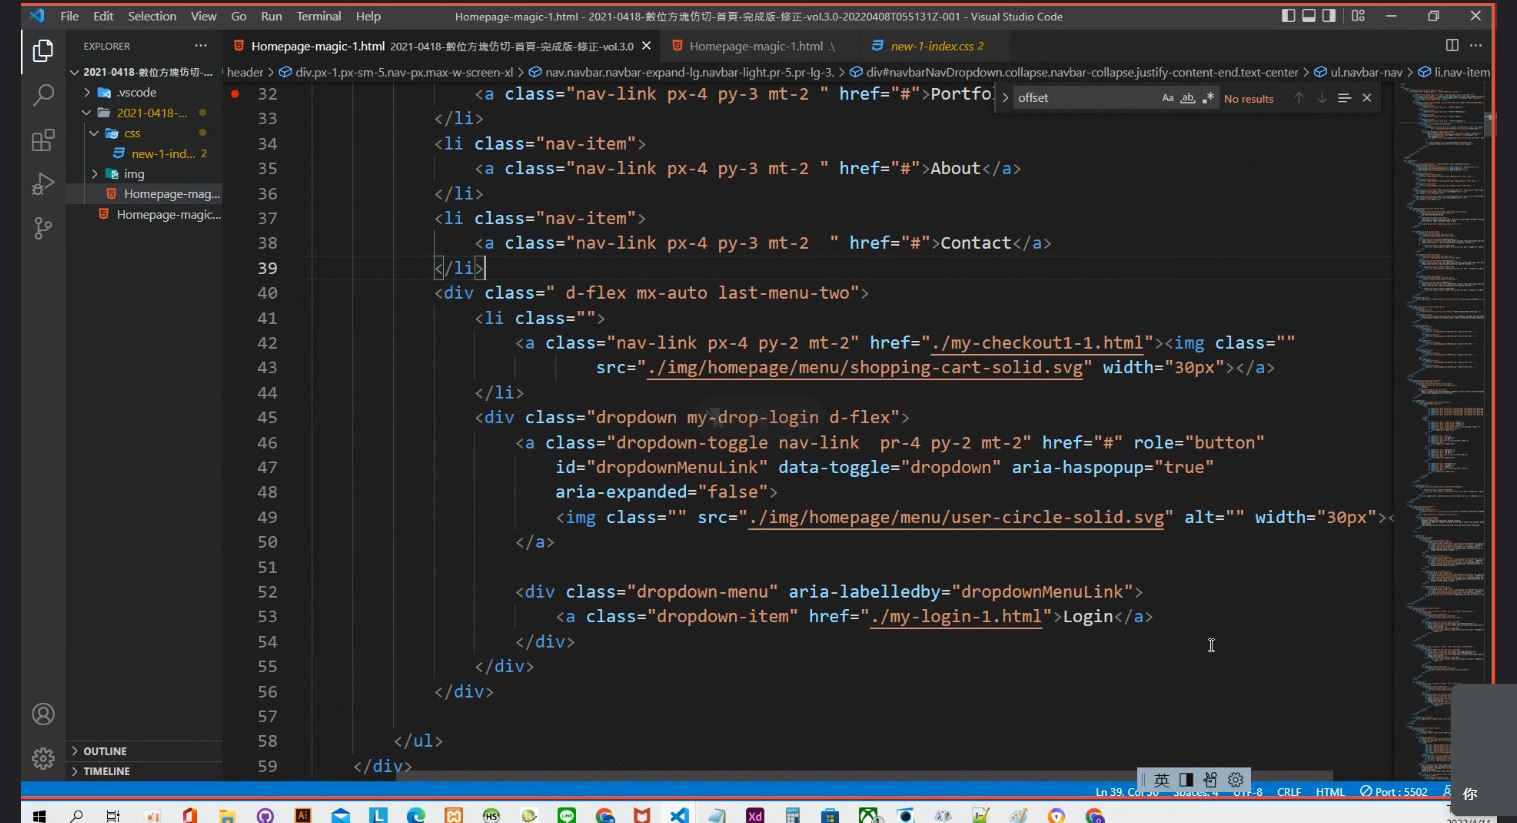 File Edit Selection View Go Run Terminal Help Homepage-magic-1.html - 2021-0418-數位方塊仿切-首頁-完成版-修正-vol.3.0-20220408T055131Z-001 - Visual Studio Code
EXPLORER ···
Homepage-magic-1.html 2021-0418-數位方塊仿切-首頁-完成版-修正-vol.3.0 Homepage-magic-1.html .\ new-1-index.css 2
2021-0418-數位方塊仿切-...
header > div.px-1.px-sm-5.nav-px.max-w-screen-xl > nav.navbar.navbar-expand-lg.navbar-light.pr-5.pr-lg-3. > div#navbarNavDropdown.collapse.navbar-collapse.justify-content-end.text-center > ul.navbar-nav > li.nav-item
.vscode
2021-0418-...
css
new-1-ind... 2
img
Homepage-mag...
Homepage-magic...
OUTLINE
TIMELINE
offset Aa ab No results
32 <a class="nav-link px-4 py-3 mt-2 " href="#">Portfo
33 </li>
34 <li class="nav-item">
35 <a class="nav-link px-4 py-3 mt-2 " href="#">About</a>
36 </li>
37 <li class="nav-item">
38 <a class="nav-link px-4 py-3 mt-2  " href="#">Contact</a>
39 </li>
40 <div class=" d-flex mx-auto last-menu-two">
41 <li class="">
42 <a class="nav-link px-4 py-2 mt-2" href="./my-checkout1-1.html"><img class=""
43 src="./img/homepage/menu/shopping-cart-solid.svg" width="30px"></a>
44 </li>
45 <div class="dropdown my-drop-login d-flex">
46 <a class="dropdown-toggle nav-link  pr-4 py-2 mt-2" href="#" role="button"
47 id="dropdownMenuLink" data-toggle="dropdown" aria-haspopup="true"
48 aria-expanded="false">
49 <img class="" src="./img/homepage/menu/user-circle-solid.svg" alt="" width="30px"><
50 </a>
51
52 <div class="dropdown-menu" aria-labelledby="dropdownMenuLink">
53 <a class="dropdown-item" href="./my-login-1.html">Login</a>
54 </div>
55 </div>
56 </div>
57
58 </ul>
59 </div>
英
Ln 39, Col UTF-8 CRLF HTML Port : 5502
你